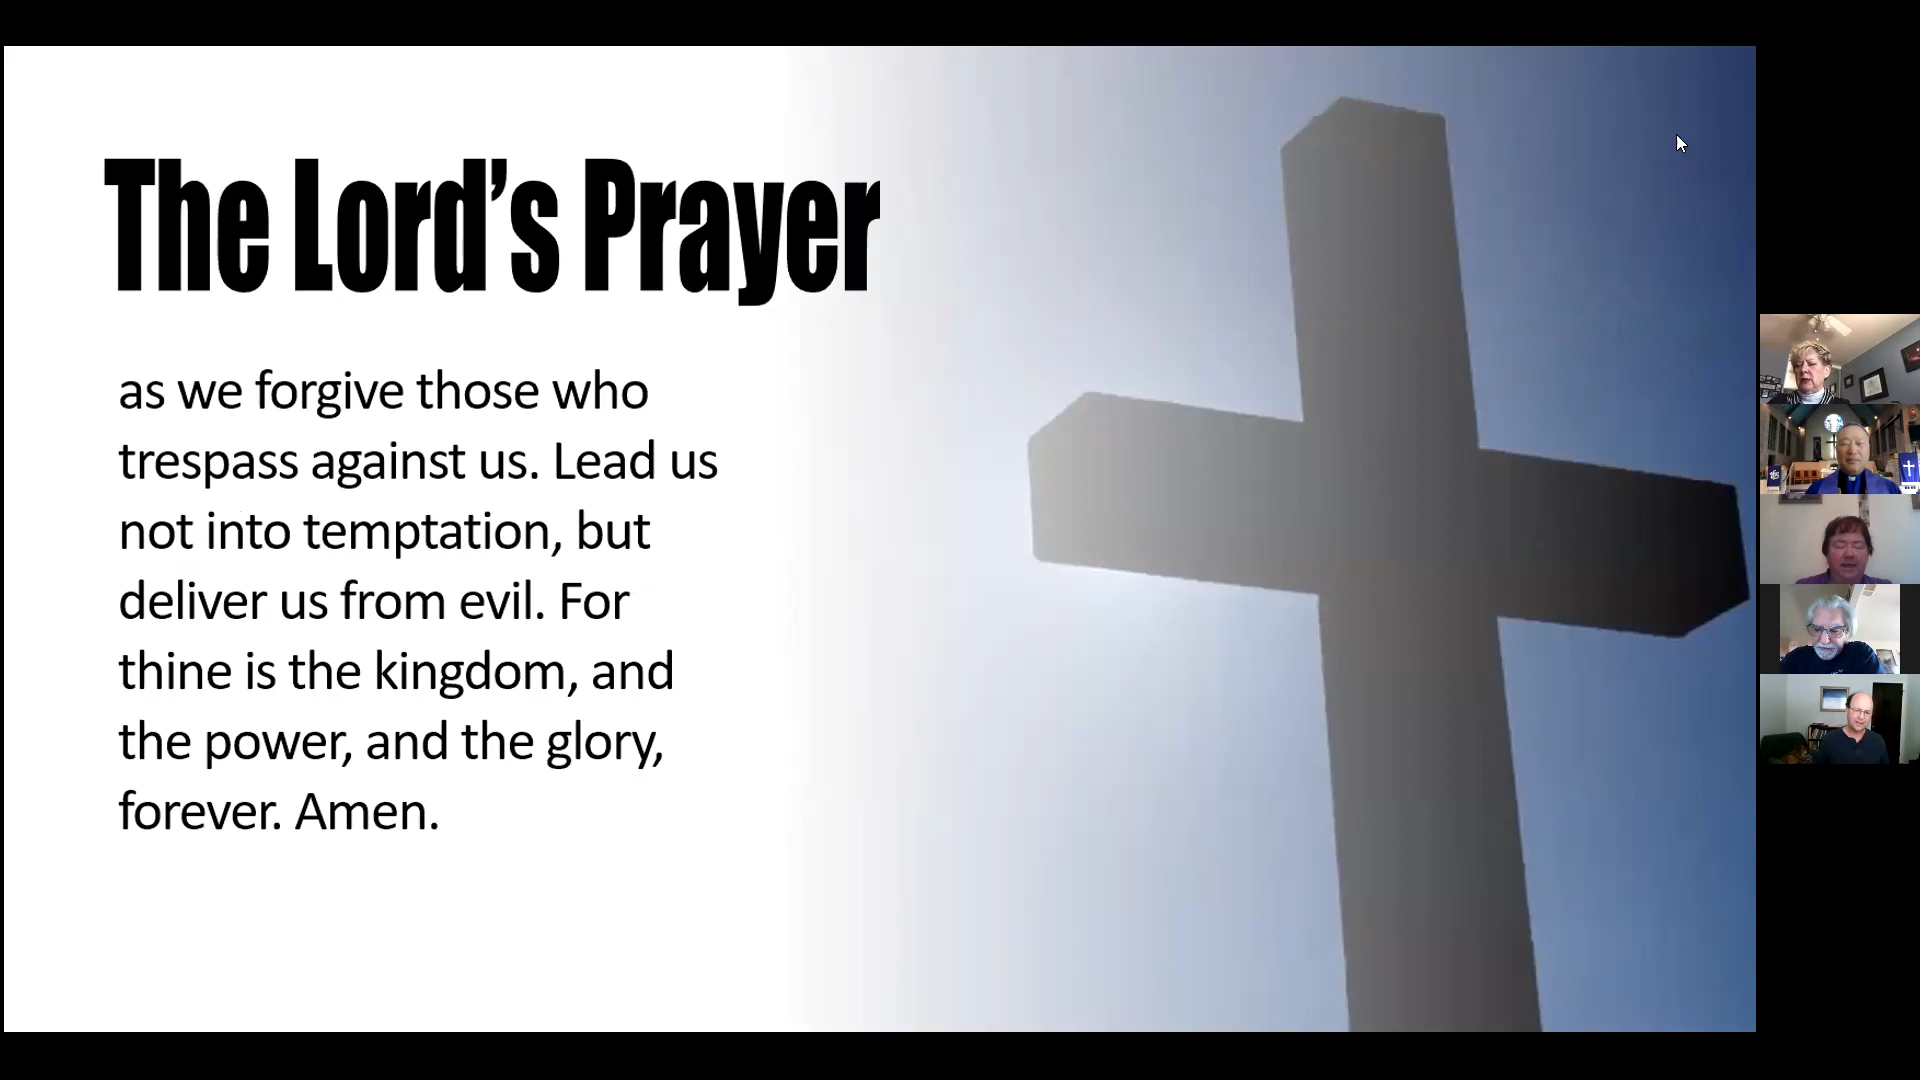 The Lord's Prayer
as we forgive those who
trespass against us. Lead us
not into temptation, but
deliver us from evil. For
thine is the kingdom, and
the power, and the glory,
forever. Amen.